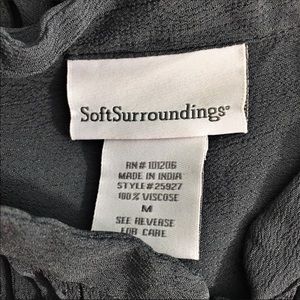 SoftSurroundings®
RN# 101206
MADE IN INDIA
STYLE# 25927
100% VISCOSE
M
SEE REVERSE
FOR CARE